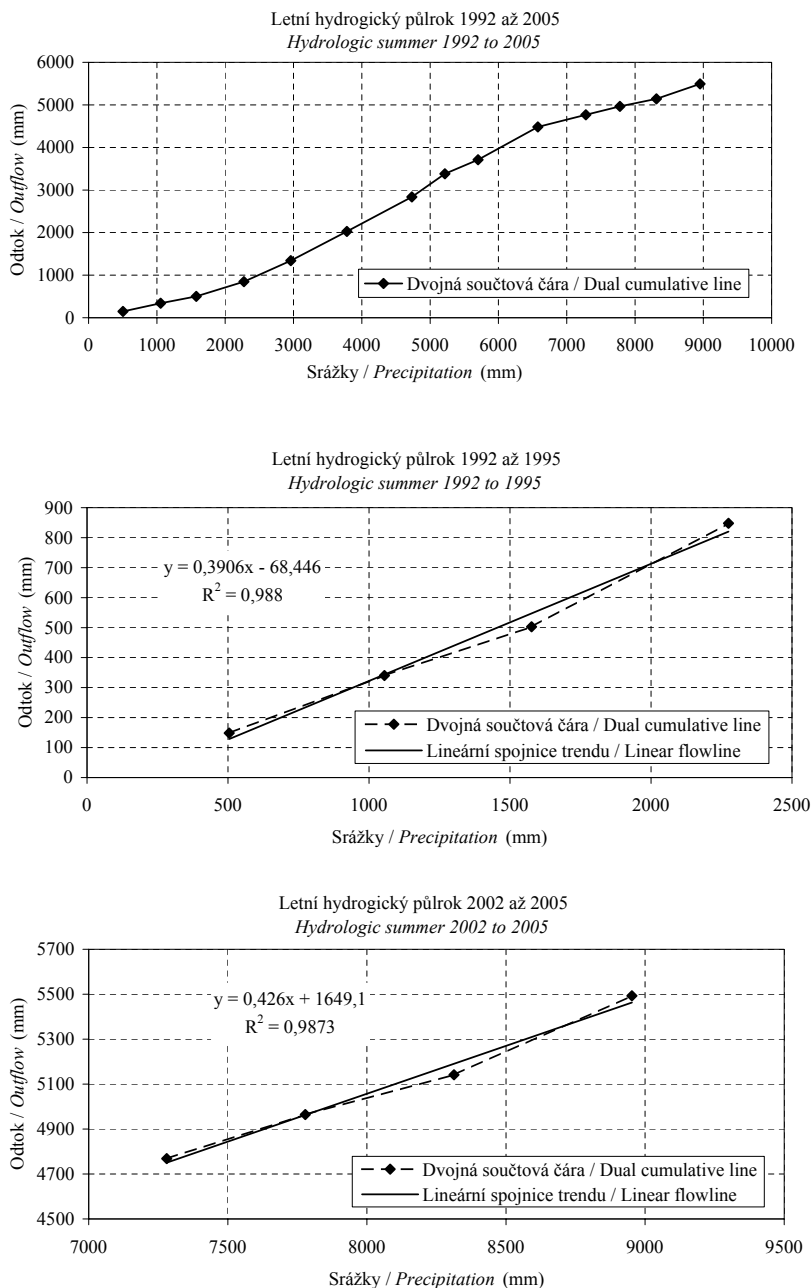 Letní hydrogický půlrok 1992 až 2005
Hydrologic summer 1992 to 2005
6000
5000
4000
3000
2000
1000
0
Odtok / Outflow (mm)
Dvojná součtová čára / Dual cumulative line
0 1000 2000 3000 4000 5000 6000 7000 8000 9000 10000
Srážky / Precipitation (mm)
Letní hydrogický půlrok 1992 až 1995
Hydrologic summer 1992 to 1995
900
800
700
600
500
400
300
200
100
0
Odtok / Outflow (mm)
y = 0,3906x - 68,446
R² = 0,988
Dvojná součtová čára / Dual cumulative line
Lineární spojnice trendu / Linear flowline
0 500 1000 1500 2000 2500
Srážky / Precipitation (mm)
Letní hydrogický půlrok 2002 až 2005
Hydrologic summer 2002 to 2005
5700
5500
5300
5100
4900
4700
4500
Odtok / Outflow (mm)
y = 0,426x + 1649,1
R² = 0,9873
Dvojná součtová čára / Dual cumulative line
Lineární spojnice trendu / Linear flowline
7000 7500 8000 8500 9000 9500
Srážky / Precipitation (mm)